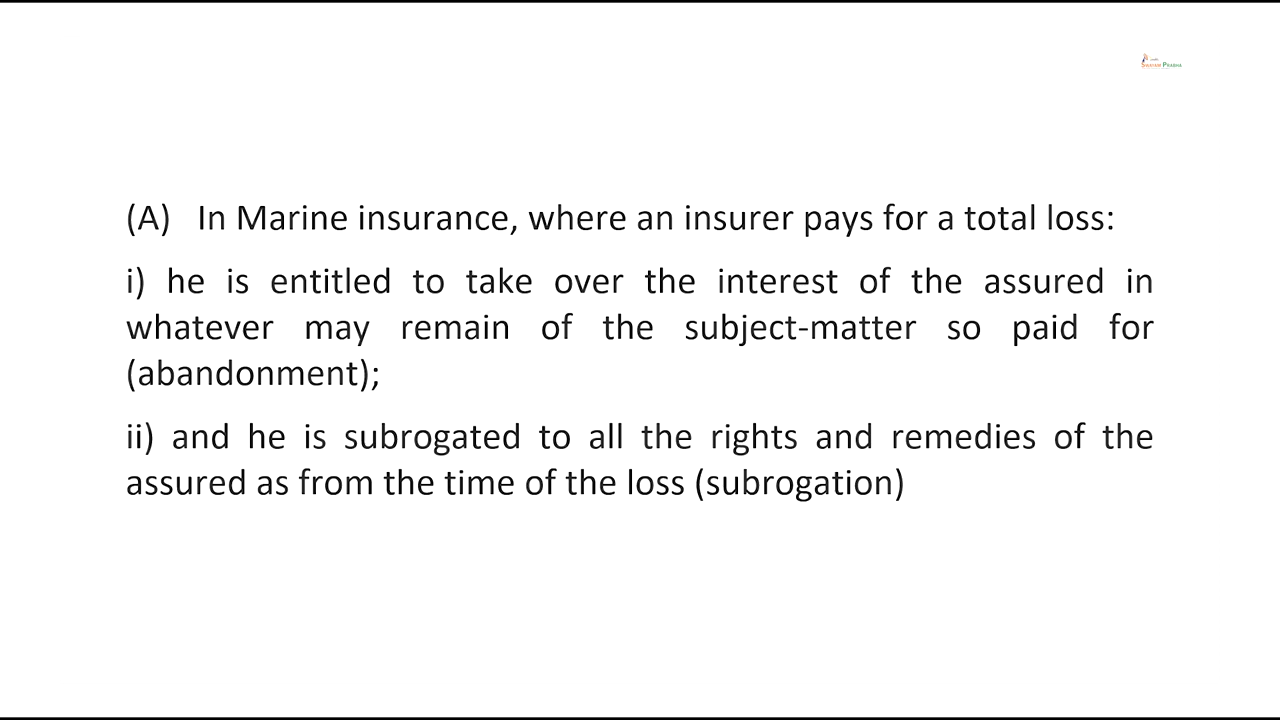 Swayam Prabha
(A) In Marine insurance, where an insurer pays for a total loss:
i) he is entitled to take over the interest of the assured in
whatever may remain of the subject-matter so paid for
(abandonment);
ii) and he is subrogated to all the rights and remedies of the
assured as from the time of the loss (subrogation)